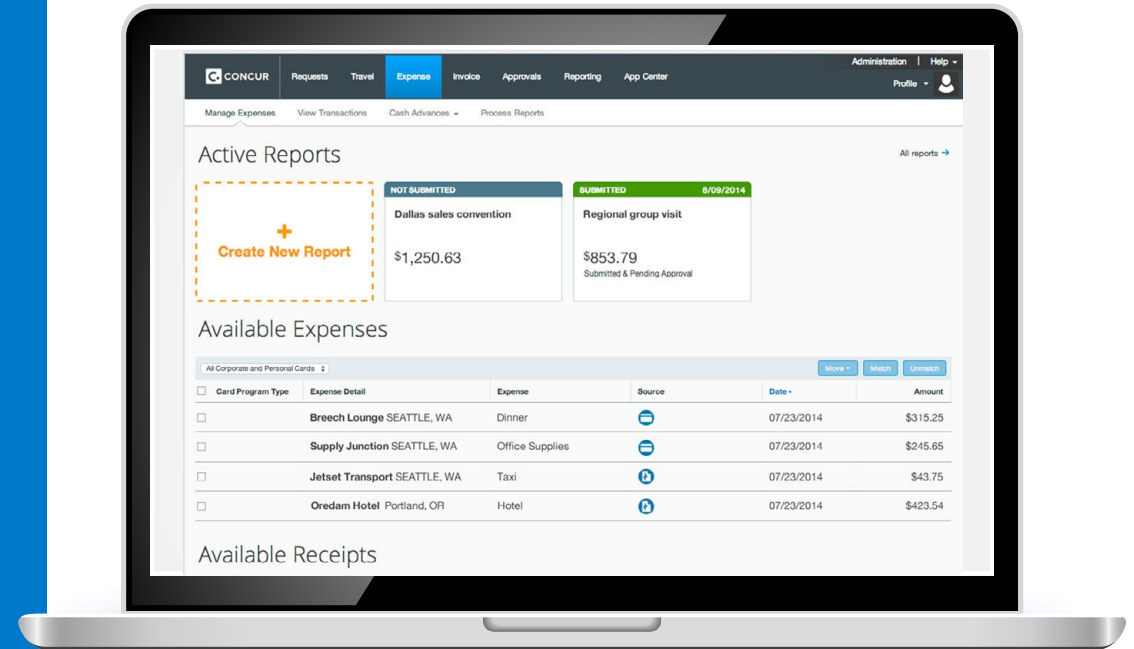 Administration | Help
C. CONCUR Requests Travel Expense Invoice Approvals Reporting App Center
Profile
Manage Expenses View Transactions Cash Advances Process Reports
Active Reports
All reports →
+
Create New Report
NOT SUBMITTED
Dallas sales convention
$1,250.63
SUBMITTED 8/09/2014
Regional group visit
$853.79
Submitted & Pending Approval
Available Expenses
All Corporate and Personal Cards Move Match Unmatch
Card Program Type Expense Detail Expense Source Date Amount
Breech Lounge SEATTLE, WA Dinner 07/23/2014 $315.25
Supply Junction SEATTLE, WA Office Supplies 07/23/2014 $245.65
Jetset Transport SEATTLE, WA Taxi 07/23/2014 $43.75
Oredam Hotel Portland, OR Hotel 07/23/2014 $423.54
Available Receipts